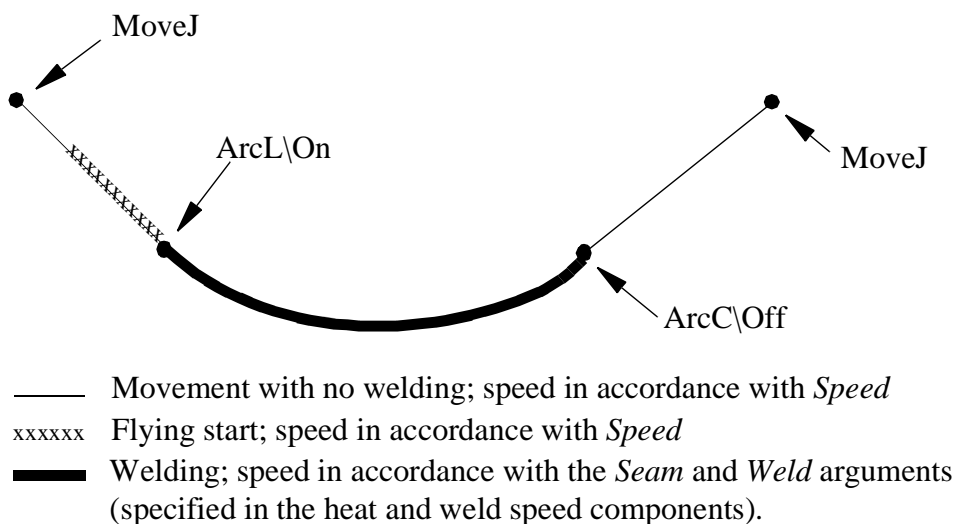 MoveJ
ArcL\On
MoveJ
ArcC\Off
xxxxxxxxxx
Movement with no welding; speed in accordance with Speed
xxxxxx Flying start; speed in accordance with Speed
Welding; speed in accordance with the Seam and Weld arguments
(specified in the heat and weld speed components).